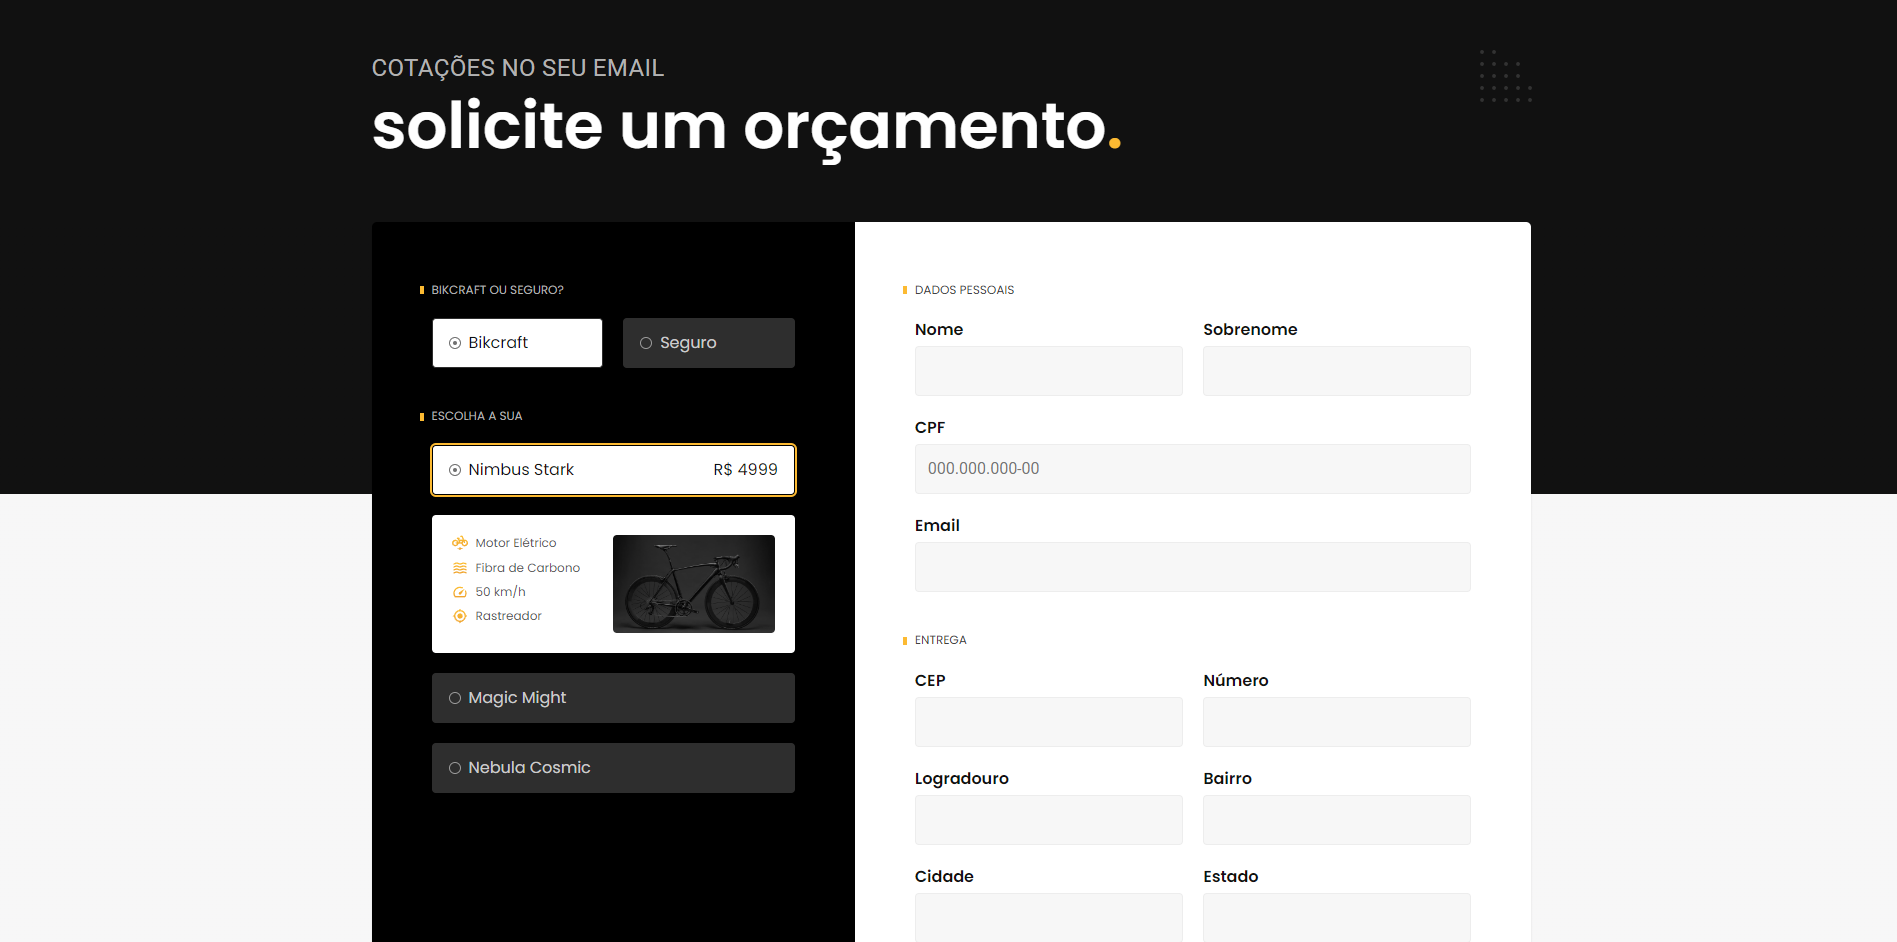 COTAÇÕES NO SEU EMAIL
solicite um orçamento.
BIKCRAFT OU SEGURO?
Bikcraft
Seguro
ESCOLHA A SUA
Nimbus Stark R$ 4999
Motor Elétrico
Fibra de Carbono
50 km/h
Rastreador
Magic Might
Nebula Cosmic
DADOS PESSOAIS
Nome
Sobrenome
CPF
000.000.000-00
Email
ENTREGA
CEP
Número
Logradouro
Bairro
Cidade
Estado